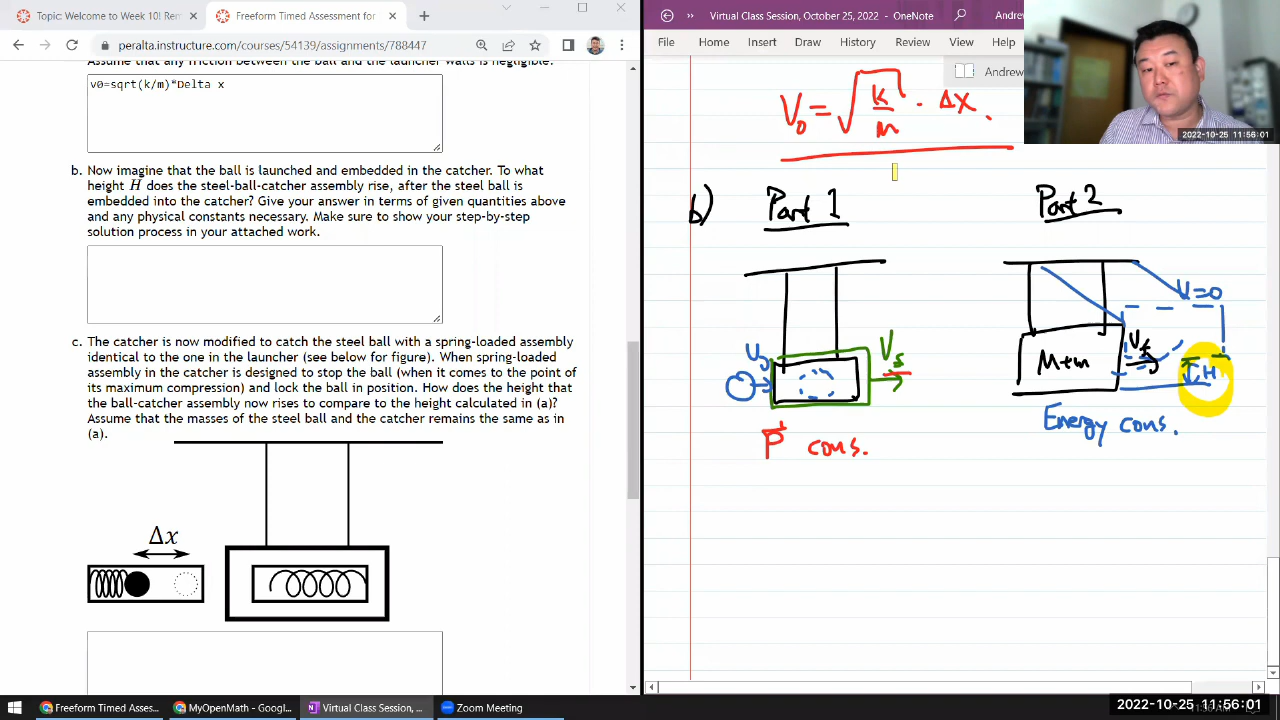 Topic: Welcome to Week 10! Rem
Freeform Timed Assessment for
Virtual Class Session, October 25, 2022 - OneNote
Andrew
peralta.instructure.com/courses/54139/assignments/788447
File
Home
Insert
Draw
History
Review
View
Help
Andrew
Assume that any friction between the ball and the launcher walls is negligible.
v0=sqrt(k/m)*Delta x
b. Now imagine that the ball is launched and embedded in the catcher. To what
height H does the steel-ball-catcher assembly rise, after the steel ball is
embedded into the catcher? Give your answer in terms of given quantities above
and any physical constants necessary. Make sure to show your step-by-step
solution process in your attached work.
c. The catcher is now modified to catch the steel ball with a spring-loaded assembly
identical to the one in the launcher (see below for figure). When spring-loaded
assembly in the catcher is designed to stop the ball (when it comes to the point of
its maximum compression) and lock the ball in position. How does the height that
the ball-catcher assembly now rises to compare to the height calculated in (a)?
Assume that the masses of the steel ball and the catcher remains the same as in
(a).
Δx
V₀ = √(k/m) · Δx.
b) Part 1
Part 2
V=0
V₀
V_f
M+m
V_f
H
P⃗ cons.
Energy cons.
2022-10-25 11:56:01
Freeform Timed Asses...
MyOpenMath - Googl...
Virtual Class Session, ...
Zoom Meeting
2022-10-25 11:56:01